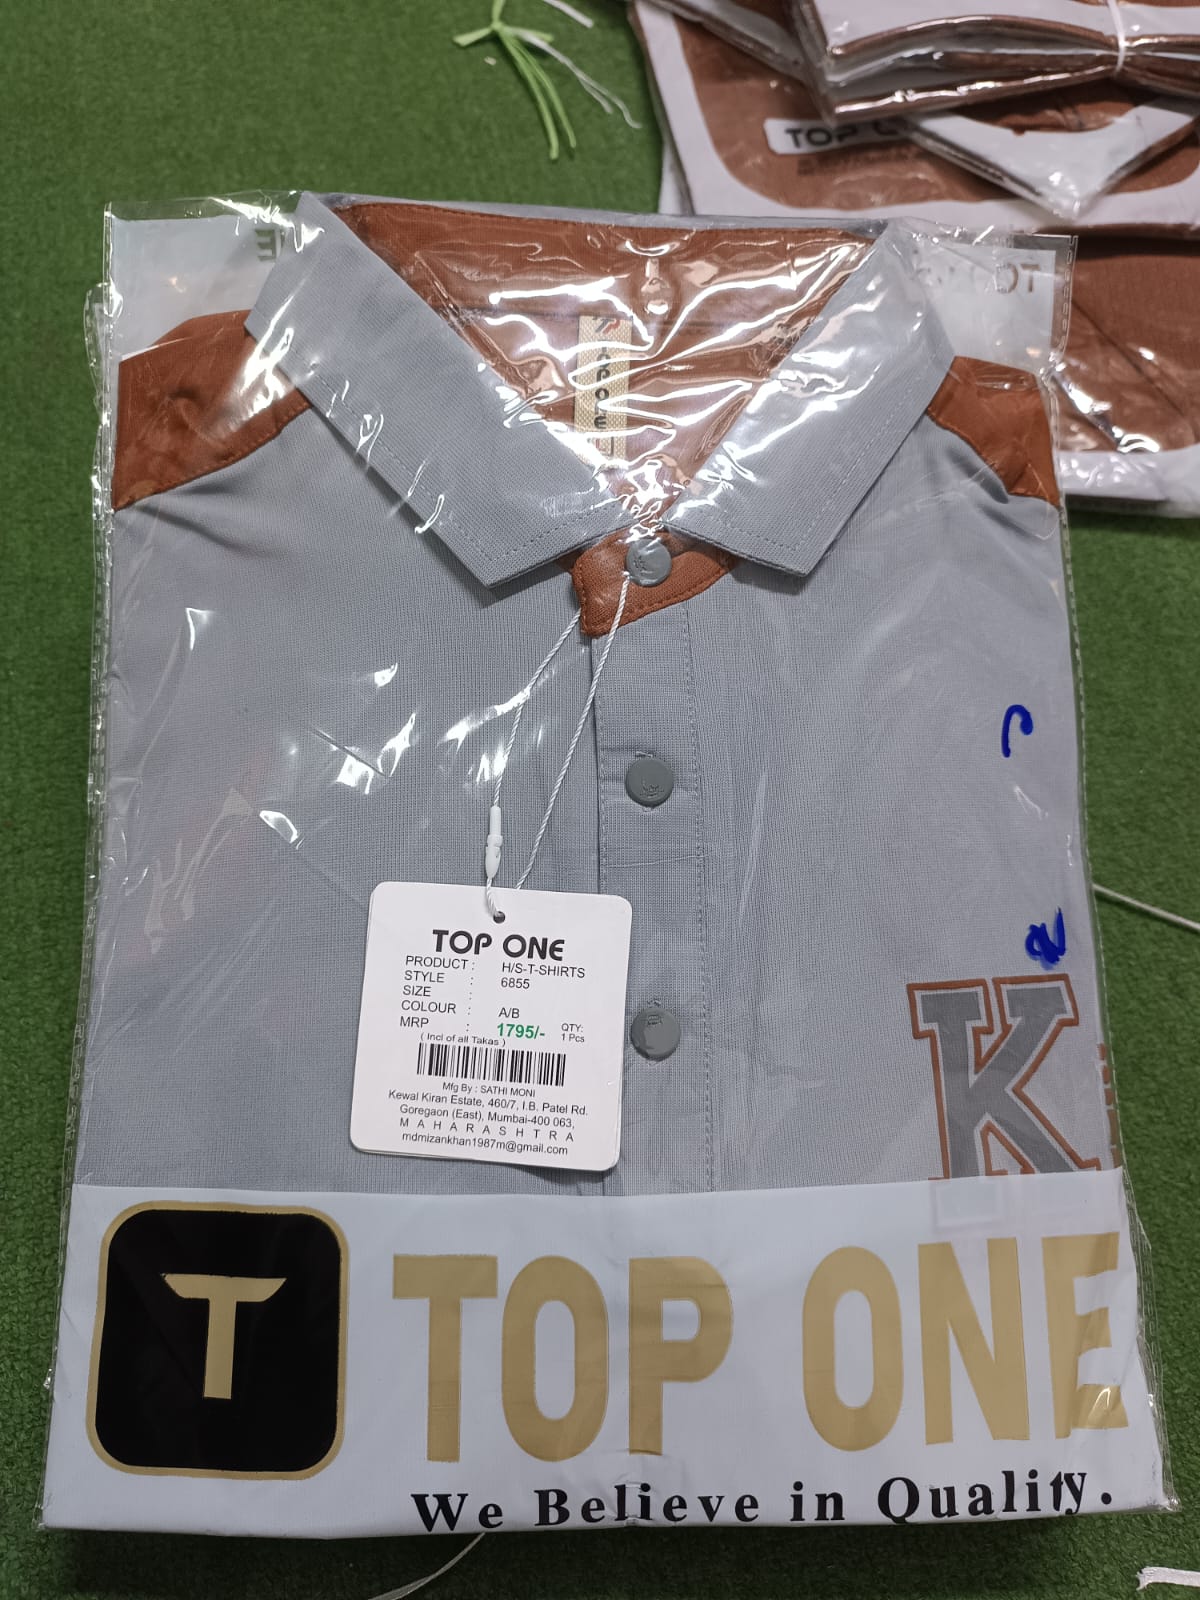 TOP ONE
TOP ONE
PRODUCT : H/S-T-SHIRTS
STYLE : 6855
SIZE :
COLOUR : A/B
MRP : 1795/- QTY: 1 Pcs
( Incl of all Takas )
Mfg By : SATHI MONI
Kewal Kiran Estate, 460/7, I.B. Patel Rd.
Goregaon (East), Mumbai-400 063,
MAHARASHTRA
mdmizankhan1987m@gmail.com
K
T
TOP ONE
We Believe in Quality.